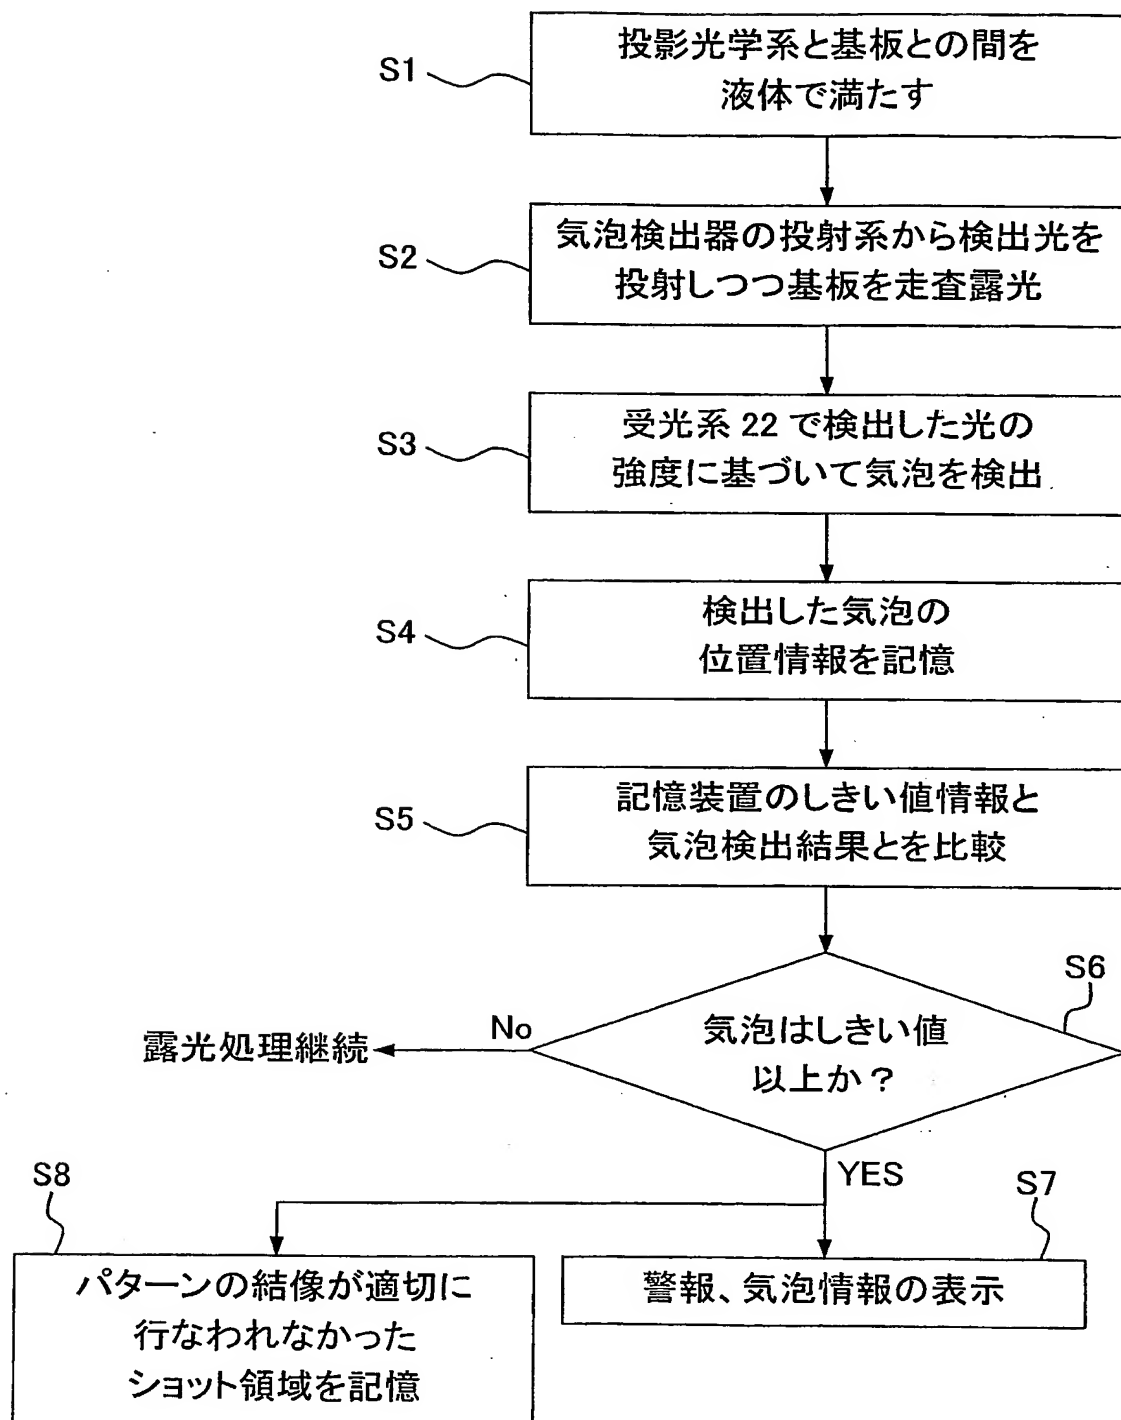 S1
投影光学系と基板との間を
液体で満たす
S2
気泡検出器の投射系から検出光を
投射しつつ基板を走査露光
S3
受光系 22 で検出した光の
強度に基づいて気泡を検出
S4
検出した気泡の
位置情報を記憶
S5
記憶装置のしきい値情報と
気泡検出結果とを比較
S6
気泡はしきい値
以上か?
No
露光処理継続
YES
S8
S7
パターンの結像が適切に
行なわれなかった
ショット領域を記憶
警報、気泡情報の表示